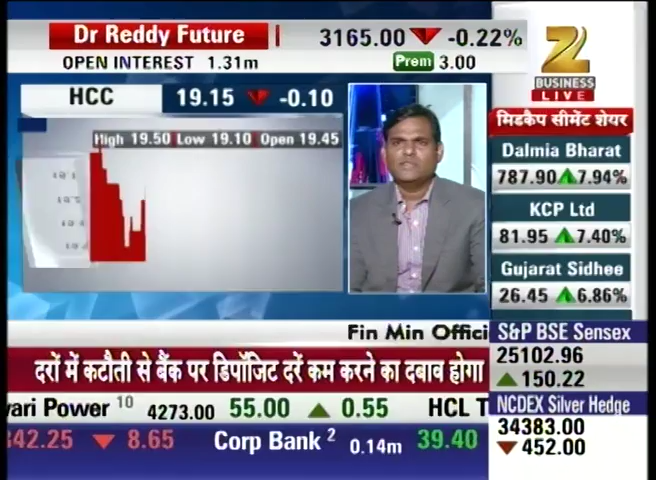 Dr Reddy Future
3165.00 -0.22%
OPEN INTEREST 1.31m
Prem 3.00
HCC 19.15 -0.10
High 19.50 Low 19.10 Open 19.45
Z
BUSINESS
LIVE
मिडकैप सीमेंट शेयर
Dalmia Bharat
787.90 7.94%
KCP Ltd
81.95 7.40%
Gujarat Sidhee
26.45 6.86%
Fin Min Offici
दरों में कटौती से बैंक पर डिपॉजिट दरें कम करने का दबाव होगा
S&P BSE Sensex
25102.96
150.22
NCDEX Silver Hedge
34383.00
452.00
wari Power 10 4273.00 55.00 0.55 HCL T
342.25 8.65 Corp Bank 2 0.14m 39.40